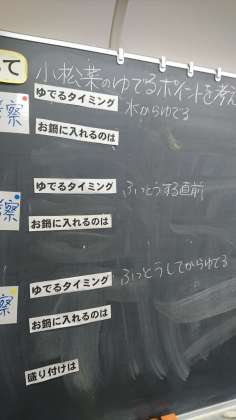 て
小松菜のゆでるポイントを考え
察
ゆでるタイミング 水からゆでる
お鍋に入れるのは
察
ゆでるタイミング ふっとうする直前
お鍋に入れるのは
察
ゆでるタイミング ふっとうしてからゆでる
お鍋に入れるのは
盛り付けは